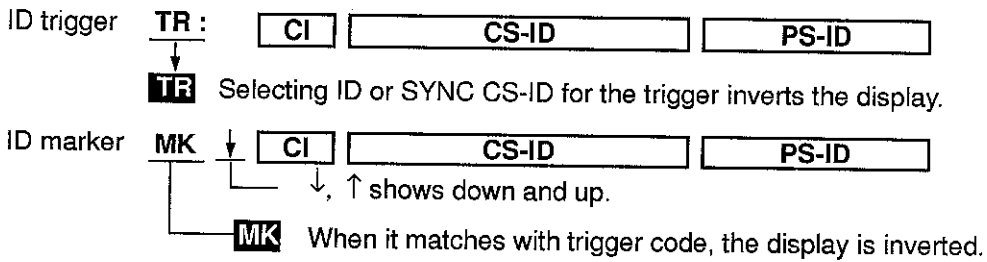 ID trigger TR : CI CS-ID PS-ID
TR Selecting ID or SYNC CS-ID for the trigger inverts the display.
ID marker MK ↓ CI CS-ID PS-ID
↓, ↑ shows down and up.
MK When it matches with trigger code, the display is inverted.